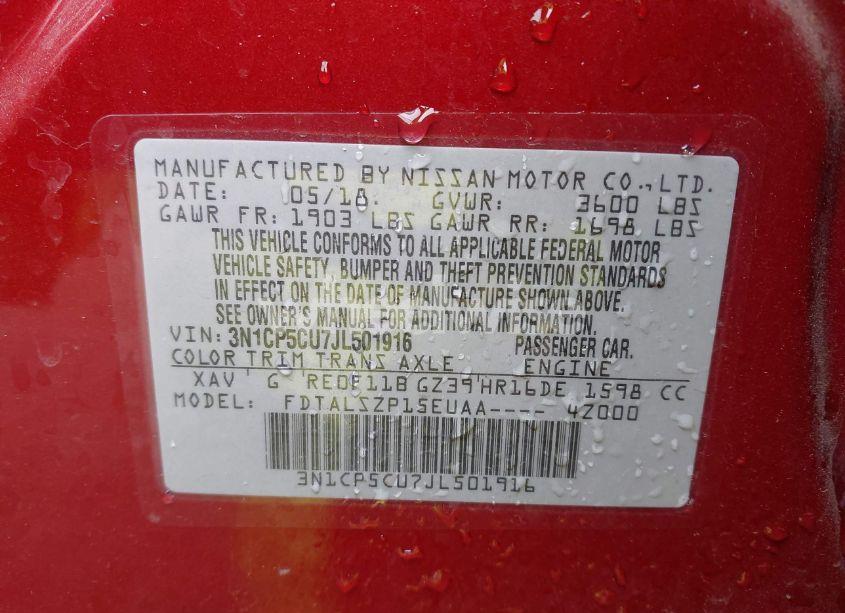 MANUFACTURED BY NISSAN MOTOR CO.,LTD.
DATE: 05/18. GVWR: 3600 LBS
GAWR FR: 1903 LBS GAWR RR: 1698 LBS
THIS VEHICLE CONFORMS TO ALL APPLICABLE FEDERAL MOTOR
VEHICLE SAFETY, BUMPER AND THEFT PREVENTION STANDARDS
IN EFFECT ON THE DATE OF MANUFACTURE SHOWN ABOVE.
SEE OWNER'S MANUAL FOR ADDITIONAL INFORMATION.
VIN: 3N1CP5CU7JL501916 PASSENGER CAR.
COLOR TRIM TRANS AXLE ENGINE
XAV G RE0F11B GZ39 HR16DE 1598 CC
MODEL: FDTALSZP15EUAA---- 4Z000
3N1CP5CU7JL501916